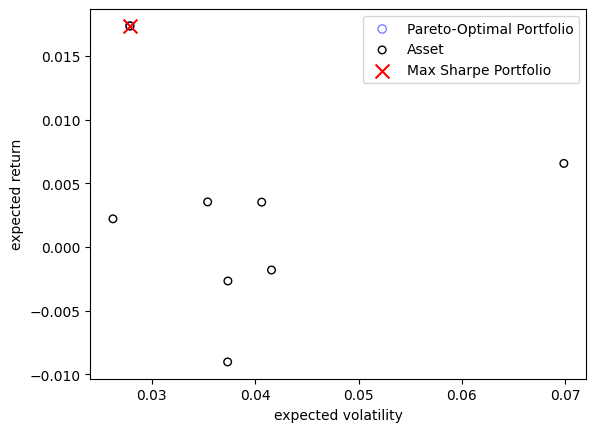 0.015
0.010
0.005
0.000
−0.005
−0.010
expected return
0.03 0.04 0.05 0.06 0.07
expected volatility
Pareto-Optimal Portfolio
Asset
Max Sharpe Portfolio